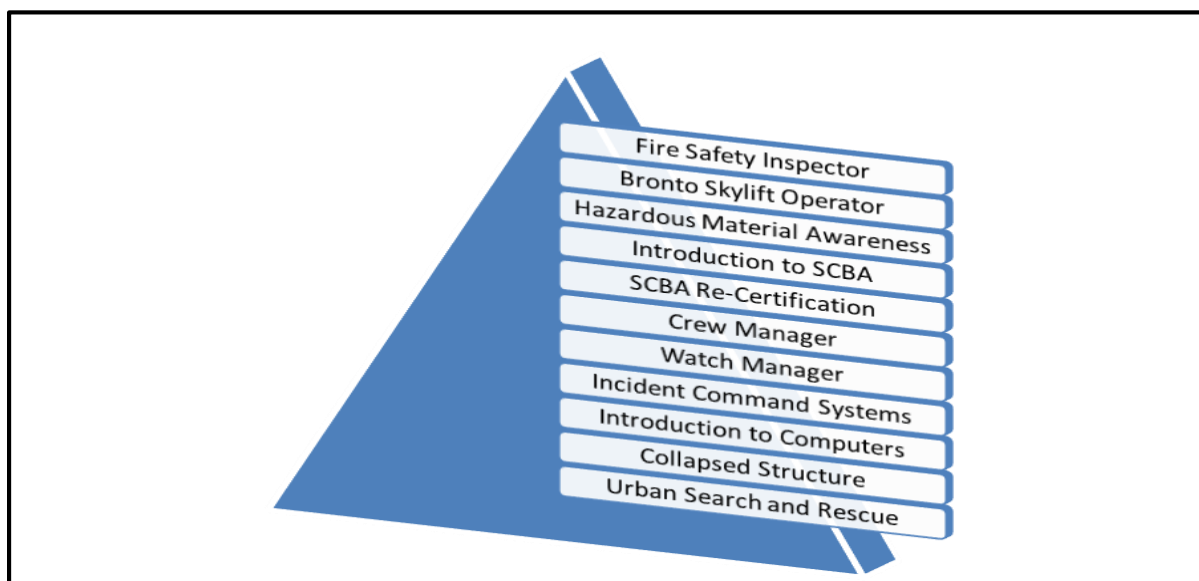 Fire Safety Inspector
Bronto Skylift Operator
Hazardous Material Awareness
Introduction to SCBA
SCBA Re-Certification
Crew Manager
Watch Manager
Incident Command Systems
Introduction to Computers
Collapsed Structure
Urban Search and Rescue